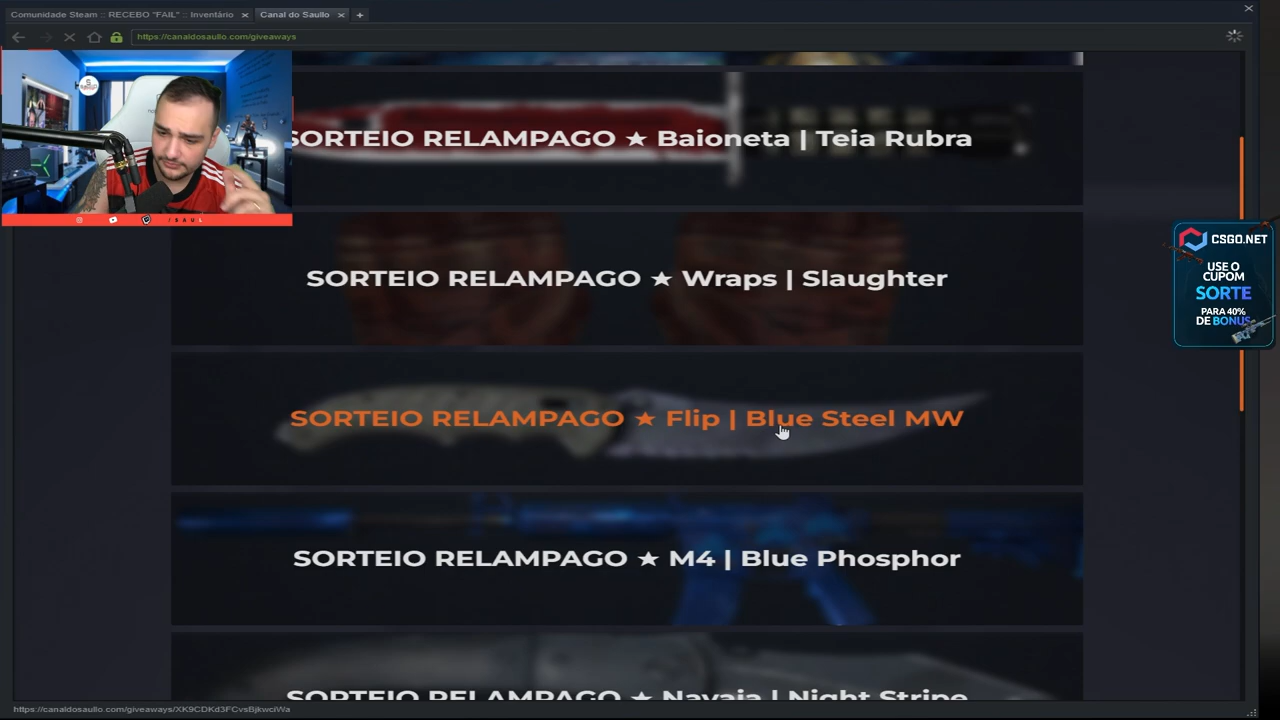 Comunidade Steam :: RECEBO "FAIL" :: Inventário
Canal do Saullo
https://canaldosaullo.com/giveaways
SORTEIO RELAMPAGO ★ Baioneta | Teia Rubra
SORTEIO RELAMPAGO ★ Wraps | Slaughter
SORTEIO RELAMPAGO ★ Flip | Blue Steel MW
SORTEIO RELAMPAGO ★ M4 | Blue Phosphor
SORTEIO RELAMPAGO ★ Navaja | Night Stripe
CSGO.NET
USE O
CUPOM
SORTE
PARA 40%
DE BONUS
/ S A U L
https://canaldosaullo.com/giveaways/XK9CDKd3FCvsBjkwciWa